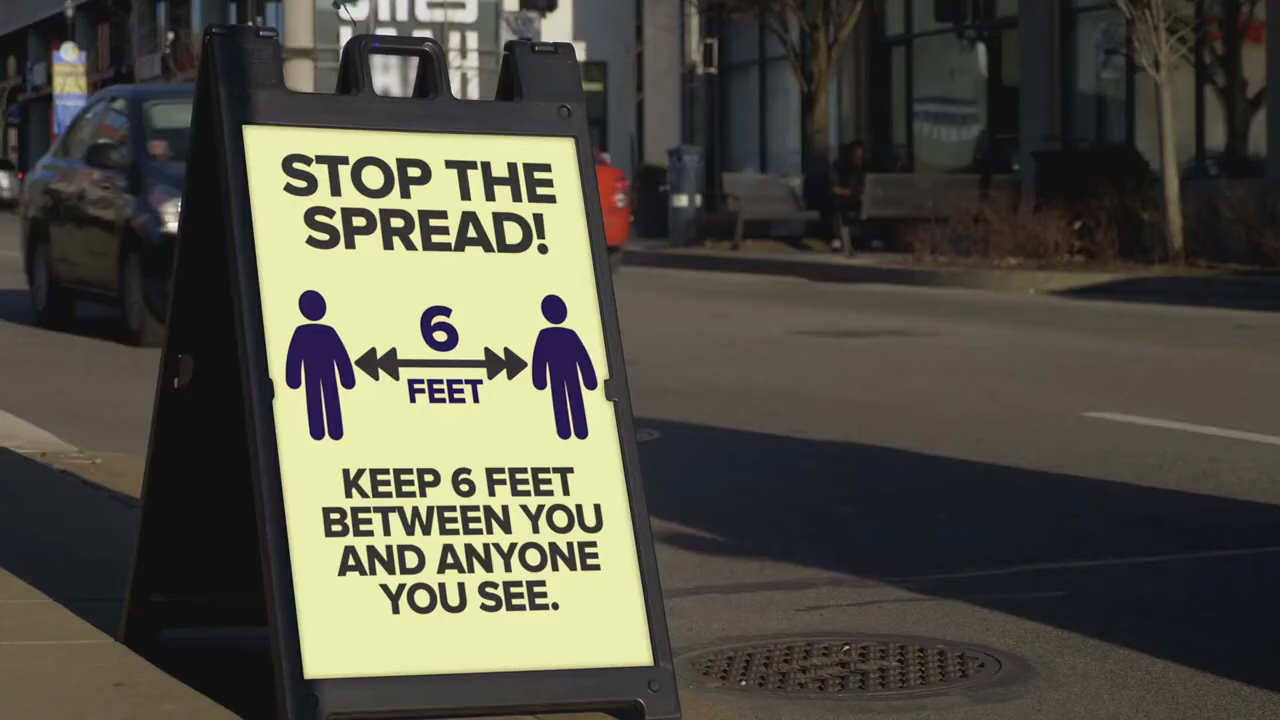 STOP THE
SPREAD!
6
FEET
KEEP 6 FEET
BETWEEN YOU
AND ANYONE
YOU SEE.